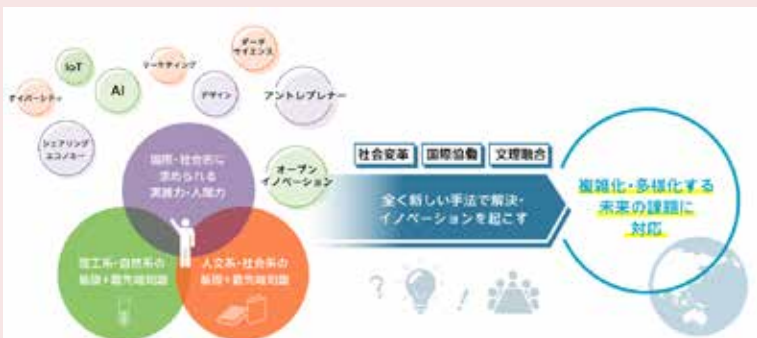 データ
サイエンス
IoT
マーケティング
AI
デザイン
ダイバーシティ
アントレプレナー
シェアリング
エコノミー
オープン
イノベーション
国際・社会系に
求められる
実践力・人間力
理工系・自然系の
基礎+最先端知識
人文系・社会系の
基礎+最先端知識
社会変革
国際協働
文理融合
全く新しい手法で解決・
イノベーションを起こす
複雑化・多様化する
未来の課題に
対応
?
!